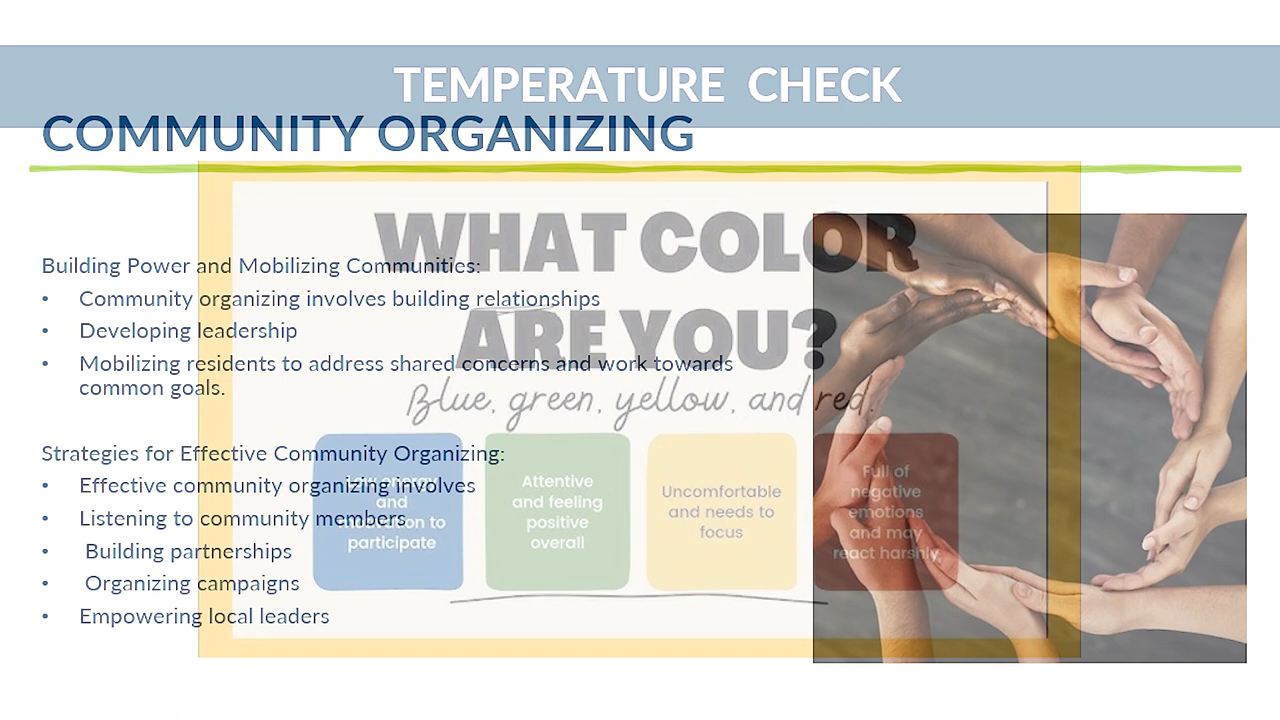 TEMPERATURE CHECK
COMMUNITY ORGANIZING
WHAT COLOR
ARE YOU?
Blue, green, yellow, and red.
Building Power and Mobilizing Communities:
• Community organizing involves building relationships
• Developing leadership
• Mobilizing residents to address shared concerns and work towards
common goals.
Strategies for Effective Community Organizing:
• Effective community organizing involves
• Listening to community members
• Building partnerships
• Organizing campaigns
• Empowering local leaders
Low energy
and
motivation to
participate
Attentive
and feeling
positive
overall
Uncomfortable
and needs to
focus
Full of
negative
emotions
and may
react harshly.